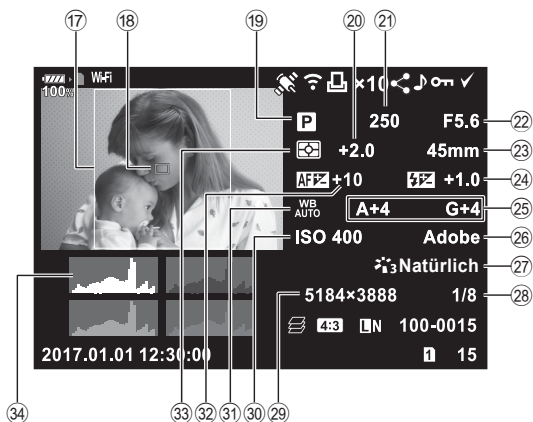 ⑰ ⑱ ⑲ ⑳ ㉑
Wi-Fi ×10
100%
P 250 F5.6 ㉒
+2.0 45mm ㉓
AF +10 +1.0 ㉔
WB AUTO A+4 G+4 ㉕
ISO 400 Adobe ㉖
3 Natürlich ㉗
5184×3888 1/8 ㉘
4:3 LN 100-0015
2017.01.01 12:30:00 1 15
㉞ ㉝ ㉜ ㉛ ㉚ ㉙